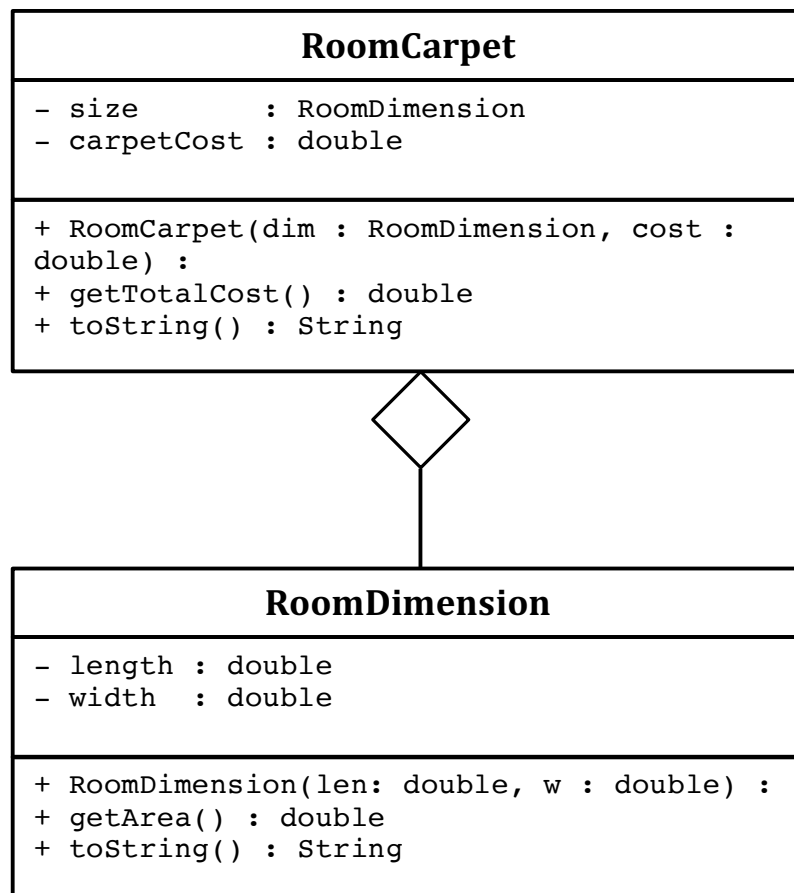 RoomCarpet
– size : RoomDimension
– carpetCost : double
+ RoomCarpet(dim : RoomDimension, cost :
double) :
+ getTotalCost() : double
+ toString() : String
RoomDimension
– length : double
– width : double
+ RoomDimension(len: double, w : double) :
+ getArea() : double
+ toString() : String